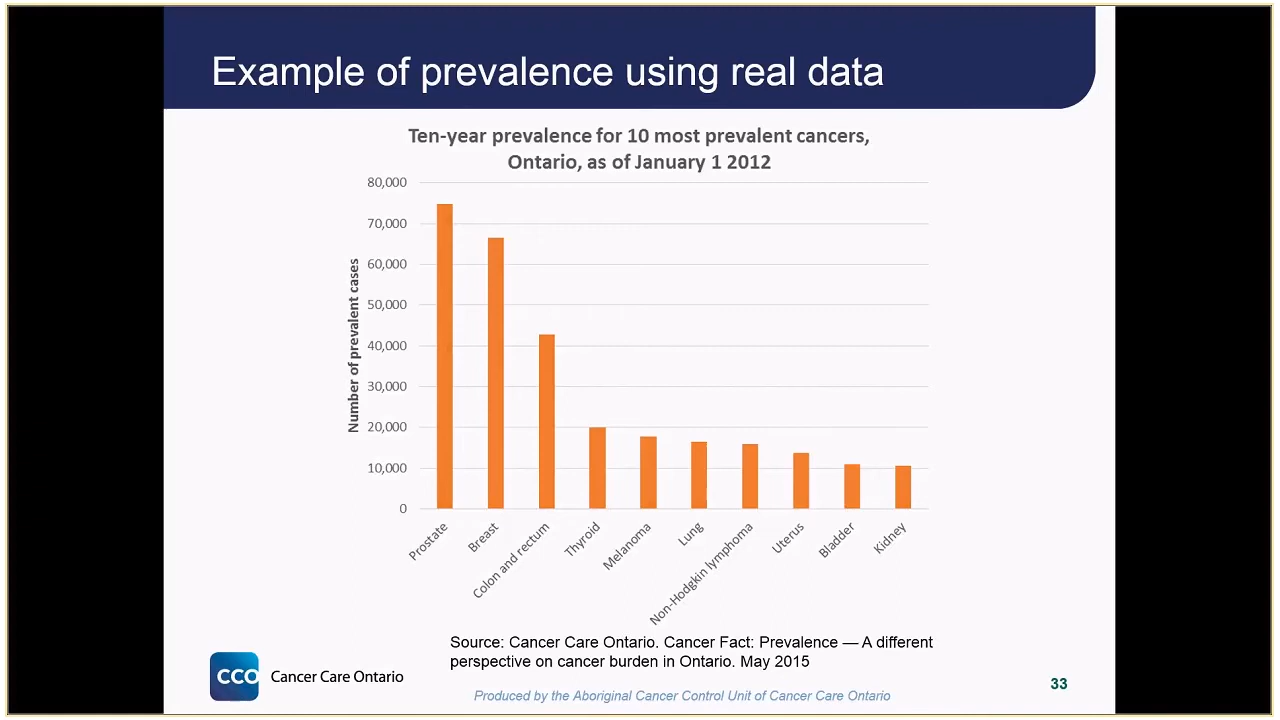 Example of prevalence using real data
Ten-year prevalence for 10 most prevalent cancers,
Ontario, as of January 1 2012
Number of prevalent cases
80,000
70,000
60,000
50,000
40,000
30,000
20,000
10,000
0
Prostate
Breast
Colon and rectum
Thyroid
Melanoma
Lung
Non-Hodgkin lymphoma
Uterus
Bladder
Kidney
Source: Cancer Care Ontario. Cancer Fact: Prevalence — A different
perspective on cancer burden in Ontario. May 2015
CCO Cancer Care Ontario
Produced by the Aboriginal Cancer Control Unit of Cancer Care Ontario
33